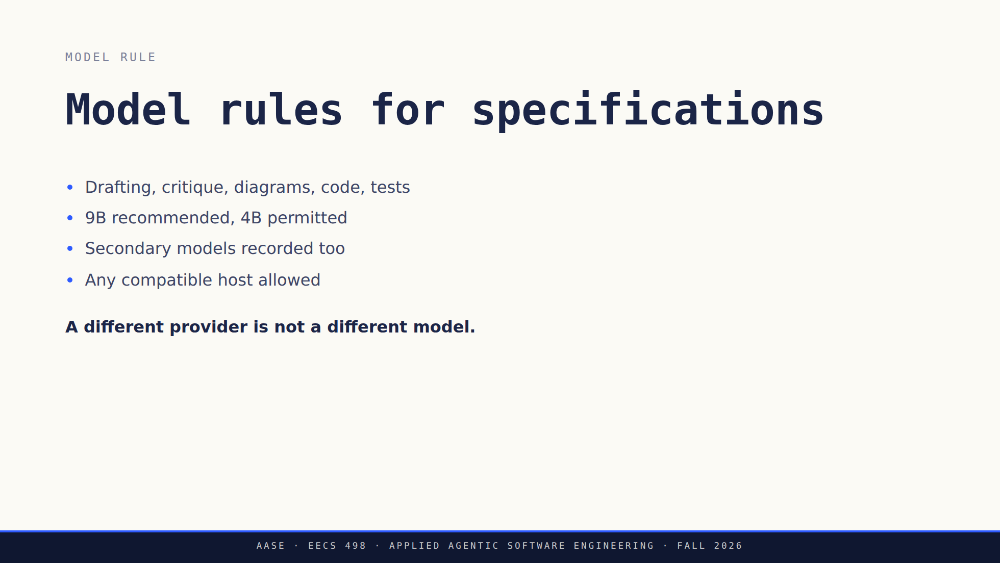 MODEL RULE
Model rules for specifications
• Drafting, critique, diagrams, code, tests
• 9B recommended, 4B permitted
• Secondary models recorded too
• Any compatible host allowed
A different provider is not a different model.
AASE · EECS 498 · APPLIED AGENTIC SOFTWARE ENGINEERING · FALL 2026